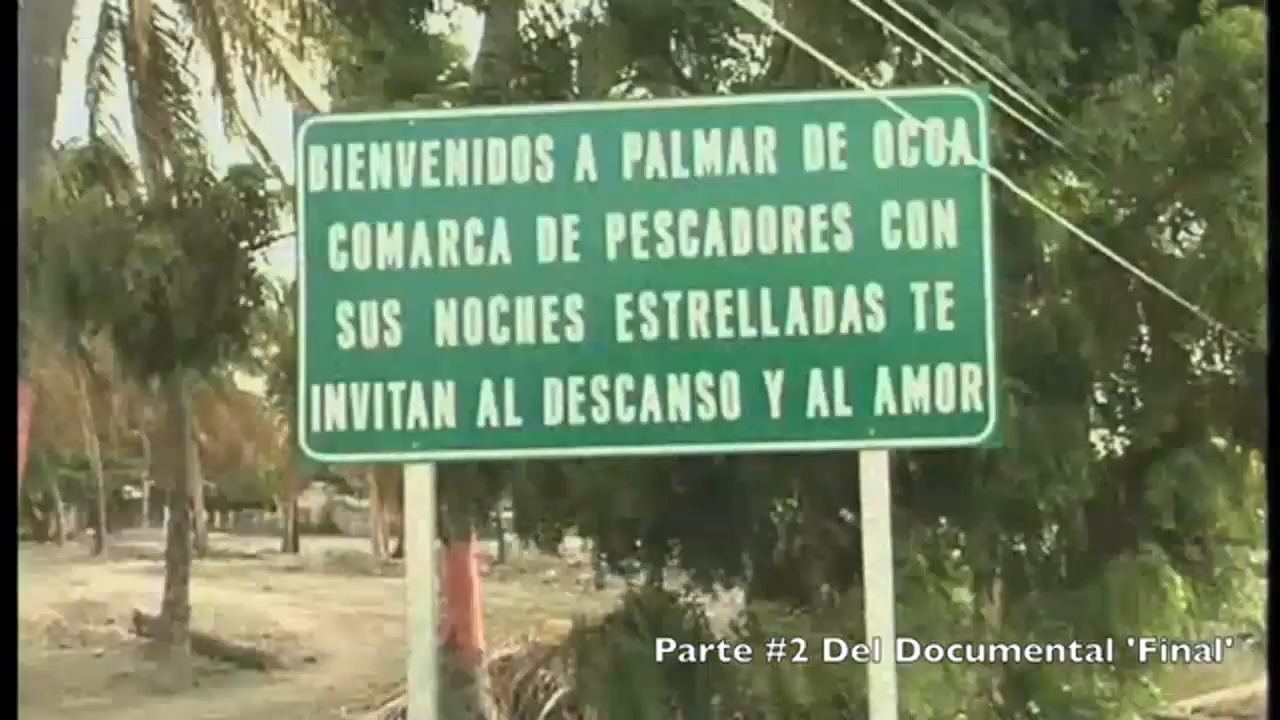 BIENVENIDOS A PALMAR DE OCOA
COMARCA DE PESCADORES CON
SUS NOCHES ESTRELLADAS TE
INVITAN AL DESCANSO Y AL AMOR
Parte #2 Del Documental 'Final'